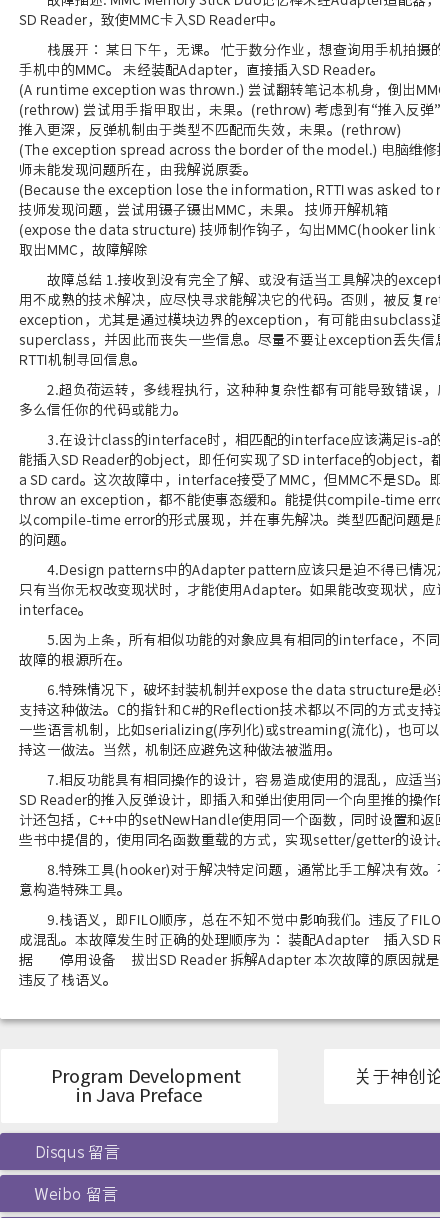 故障描述: MMC Memory Stick Duo记忆棒未经Adapter适配器，
SD Reader，致使MMC卡入SD Reader中。
栈展开： 某日下午，无课。 忙于数分作业，想查询用手机拍摄的
手机中的MMC。 未经装配Adapter，直接插入SD Reader。
(A runtime exception was thrown.) 尝试翻转笔记本机身，倒出MM
(rethrow) 尝试用手指甲取出，未果。(rethrow) 考虑到有“推入反弹”
推入更深，反弹机制由于类型不匹配而失效，未果。(rethrow)
(The exception spread across the border of the model.) 电脑维修
师未能发现问题所在，由我解说原委。
(Because the exception lose the information, RTTI was asked to r
技师发现问题，尝试用镊子镊出MMC，未果。 技师开解机箱
(expose the data structure) 技师制作钩子，勾出MMC(hooker link
取出MMC，故障解除
故障总结 1.接收到没有完全了解、或没有适当工具解决的except
用不成熟的技术解决，应尽快寻求能解决它的代码。否则，被反复ret
exception，尤其是通过模块边界的exception，有可能由subclass退
superclass，并因此而丧失一些信息。尽量不要让exception丢失信
RTTI机制寻回信息。
2.超负荷运转，多线程执行，这种种复杂性都有可能导致错误，
多么信任你的代码或能力。
3.在设计class的interface时，相匹配的interface应该满足is-a的
能插入SD Reader的object，即任何实现了SD interface的object，都
a SD card。这次故障中，interface接受了MMC，但MMC不是SD。即
throw an exception，都不能使事态缓和。能提供compile-time erro
以compile-time error的形式展现，并在事先解决。类型匹配问题是
的问题。
4.Design patterns中的Adapter pattern应该只是迫不得已情况
只有当你无权改变现状时，才能使用Adapter。如果能改变现状，应
interface。
5.因为上条，所有相似功能的对象应具有相同的interface，不同
故障的根源所在。
6.特殊情况下，破坏封装机制并expose the data structure是必
支持这种做法。C的指针和C#的Reflection技术都以不同的方式支持
一些语言机制，比如serializing(序列化)或streaming(流化)，也可以
持这一做法。当然，机制还应避免这种做法被滥用。
7.相反功能具有相同操作的设计，容易造成使用的混乱，应适当
SD Reader的推入反弹设计，即插入和弹出使用同一个向里推的操作
计还包括，C++中的setNewHandle使用同一个函数，同时设置和返
些书中提倡的，使用同名函数重载的方式，实现setter/getter的设计。
8.特殊工具(hooker)对于解决特定问题，通常比手工解决有效。
意构造特殊工具。
9.栈语义，即FILO顺序，总在不知不觉中影响我们。违反了FILO
成混乱。本故障发生时正确的处理顺序为： 装配Adapter 插入SD R
据 停用设备 拔出SD Reader 拆解Adapter 本次故障的原因就是
违反了栈语义。
Program Development
in Java Preface
关于神创论
Disqus 留言
Weibo 留言